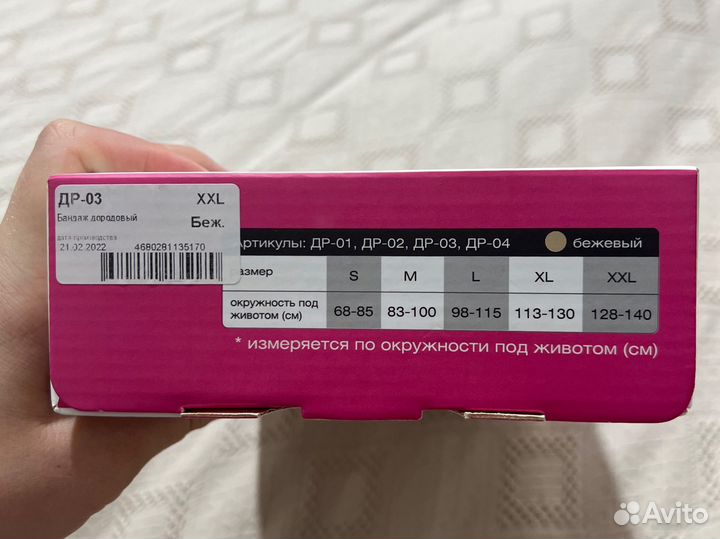 ДР-03 XXL
Бандаж дородовый Беж.
дата производства
21.02.2022 4680281135170
Артикулы: ДР-01, ДР-02, ДР-03, ДР-04 бежевый
размер S M L XL XXL
окружность под
животом (см) 68-85 83-100 98-115 113-130 128-140
* измеряется по окружности под животом (см)
Avito